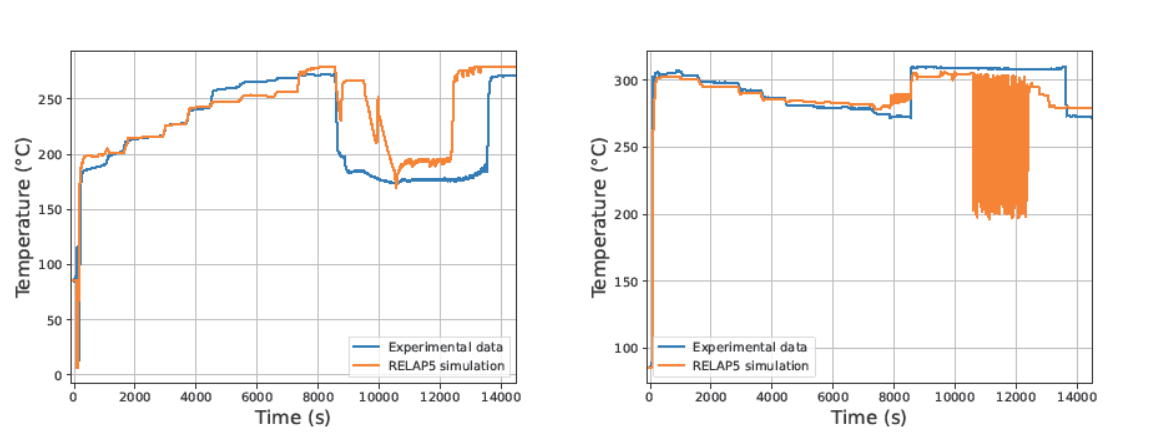 Temperature (°C)
250
200
150
100
50
0
Experimental data
RELAP5 simulation
0 2000 4000 6000 8000 10000 12000 14000
Time (s)
Temperature (°C)
300
250
200
150
100
Experimental data
RELAP5 simulation
0 2000 4000 6000 8000 10000 12000 14000
Time (s)